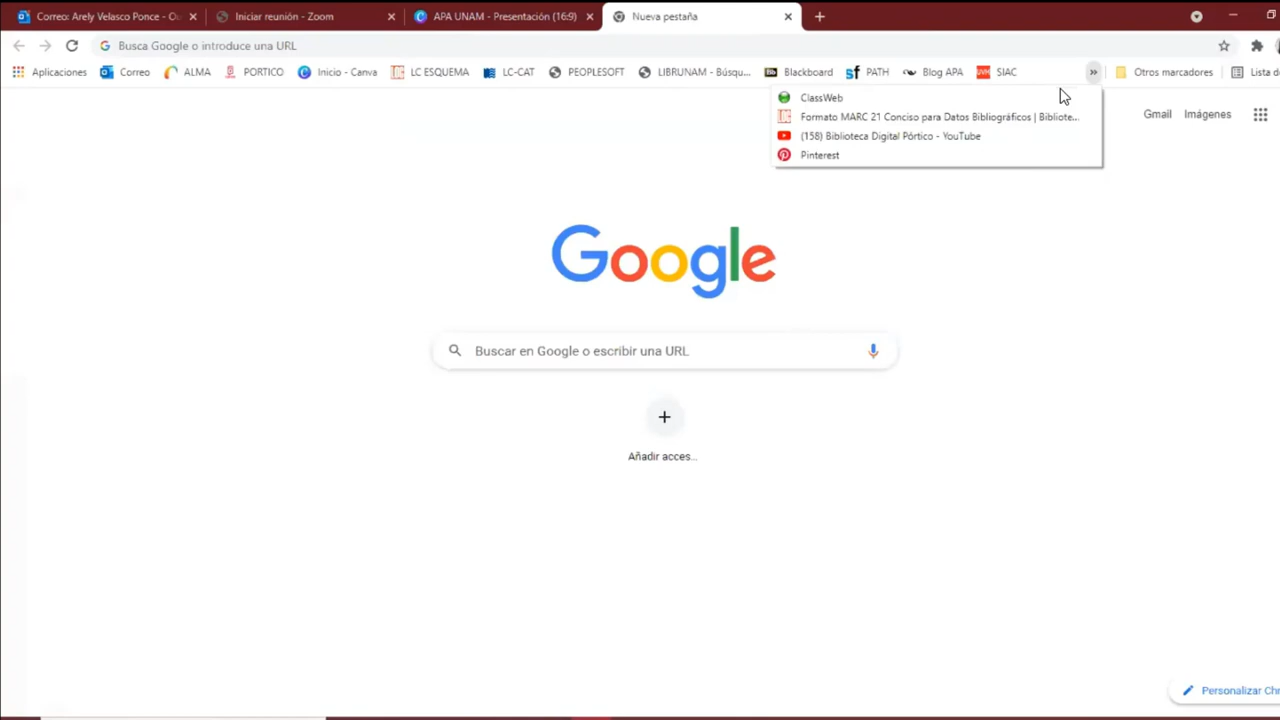 Correo: Arely Velasco Ponce - Ou
Iniciar reunión - Zoom
APA UNAM - Presentación (16:9)
Nueva pestaña
Busca Google o introduce una URL
Aplicaciones
Correo
ALMA
PORTICO
Inicio - Canva
LC ESQUEMA
LC-CAT
PEOPLESOFT
LIBRUNAM - Búsqu...
Blackboard
PATH
Blog APA
SIAC
»
Otros marcadores
Lista d
ClassWeb
Formato MARC 21 Conciso para Datos Bibliográficos | Bibliote...
(158) Biblioteca Digital Pórtico - YouTube
Pinterest
Gmail
Imágenes
Google
Buscar en Google o escribir una URL
Añadir acces...
Personalizar Chr